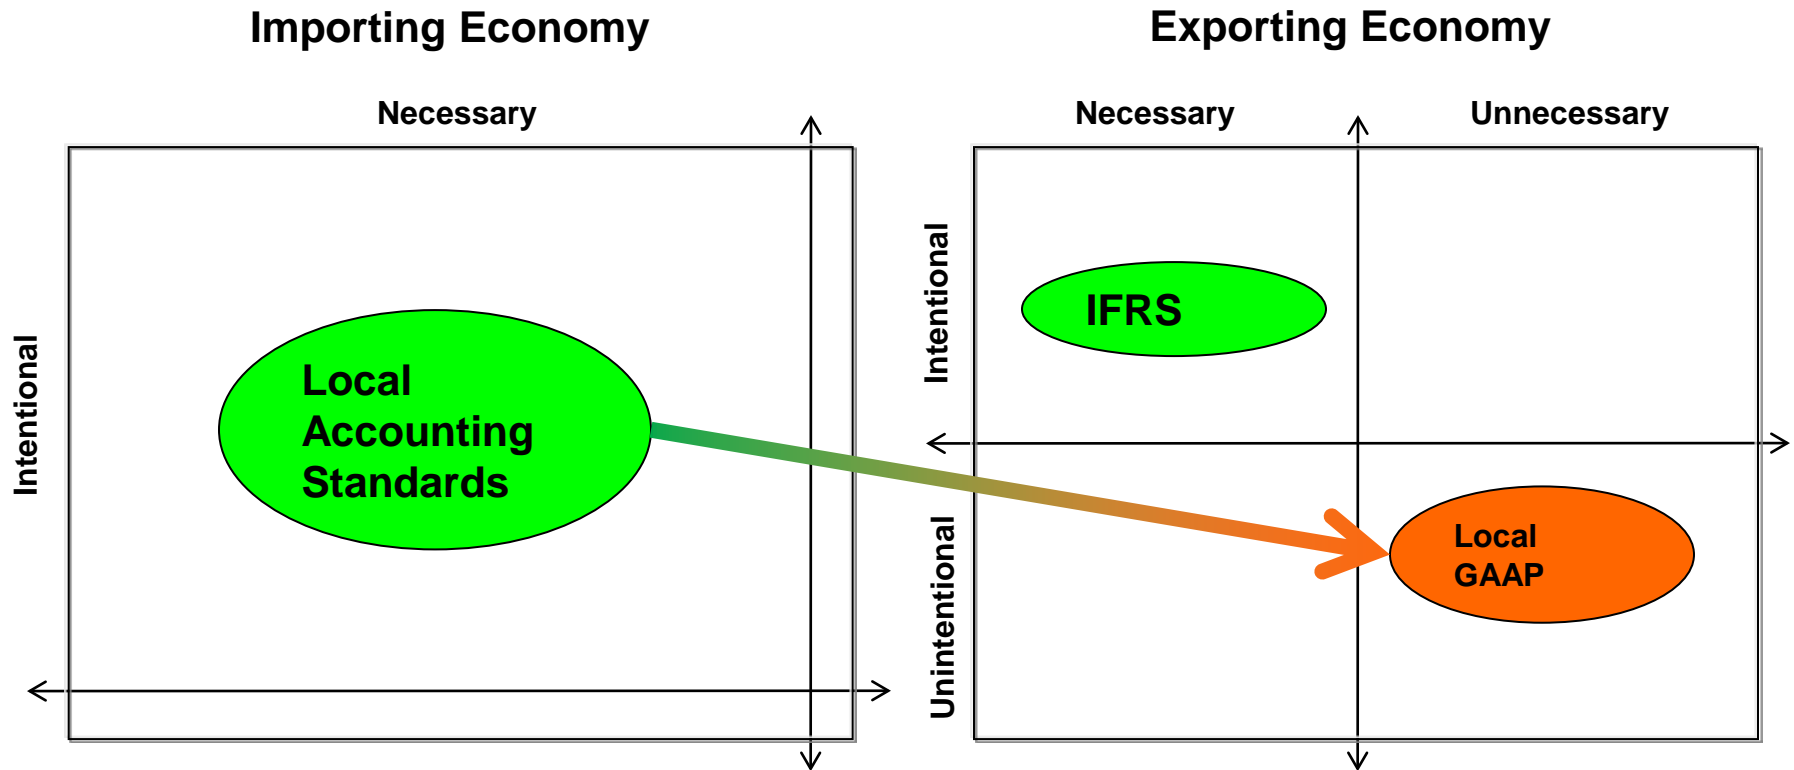 Importing Economy
Exporting Economy
Necessary
Necessary
Unnecessary
Intentional
Local
Accounting
Standards
Intentional
IFRS
Unintentional
Local
GAAP